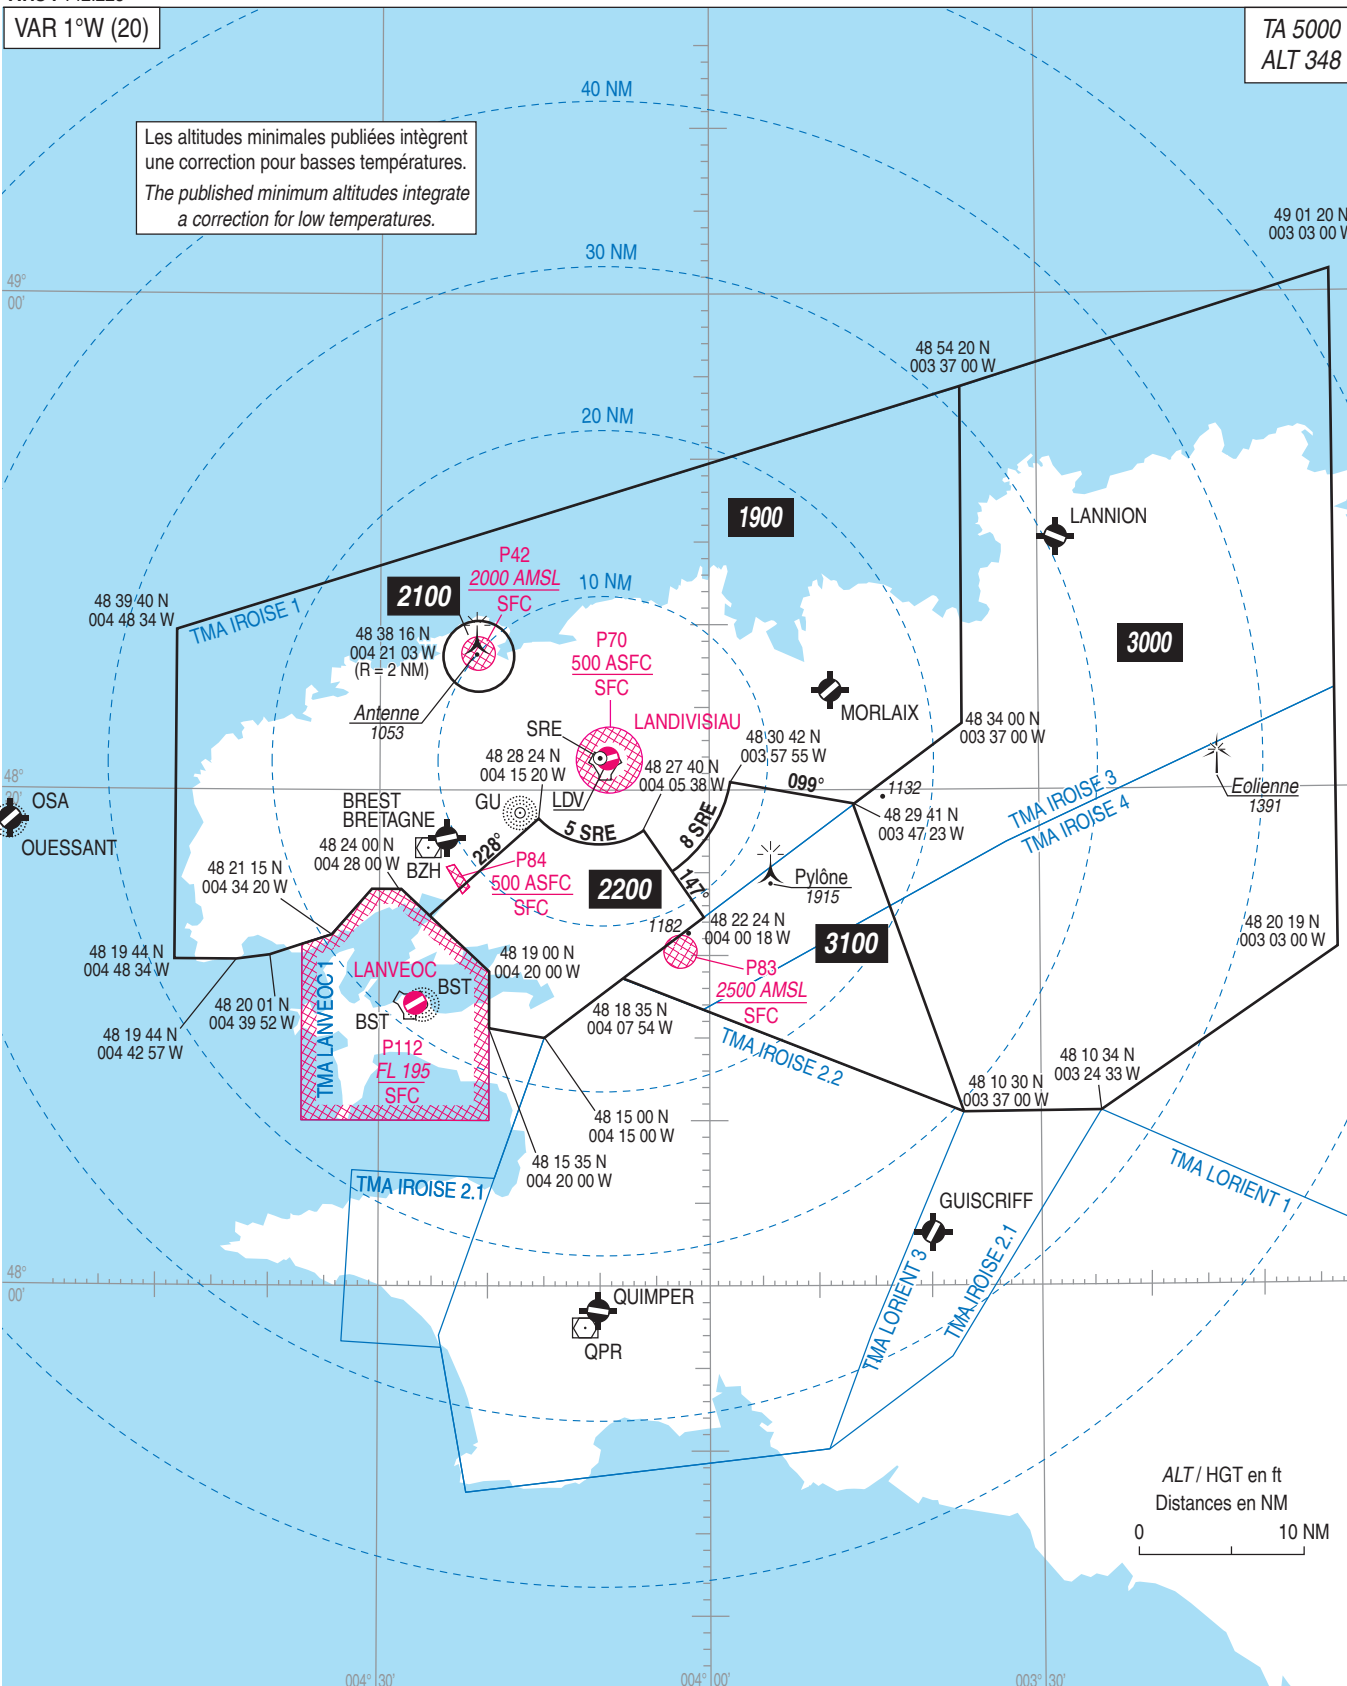 VAR 1°W (20)
TA 5000
ALT 348
40 NM
Les altitudes minimales publiées intègrent
une correction pour basses températures.
The published minimum altitudes integrate
a correction for low temperatures.
49 01 20 N
003 03 00 W
30 NM
49°
00'
48 54 20 N
003 37 00 W
20 NM
1900
LANNION
P42
2000 AMSL
SFC
10 NM
2100
48 39 40 N
004 48 34 W
TMA IROISE 1
48 38 16 N
004 21 03 W
(R = 2 NM)
P70
500 ASFC
SFC
3000
Antenne
1053
LANDIVISIAU
MORLAIX
48 34 00 N
003 37 00 W
SRE
48 28 24 N
004 15 20 W
48 27 40 N
004 05 38 W
48 30 42 N
003 57 55 W
099°
1132
Eolienne
1391
48°
20'
OSA
OUESSANT
BREST
BRETAGNE
GU
LDV
5 SRE
8 SRE
48 29 41 N
003 47 23 W
TMA IROISE 3
TMA IROISE 4
48 24 00 N
004 28 00 W
BZH
228°
P84
500 ASFC
SFC
48 21 15 N
004 34 20 W
2200
147°
Pylône
1915
1182
48 22 24 N
004 00 18 W
3100
48 20 19 N
003 03 00 W
48 19 44 N
004 48 34 W
48 19 00 N
004 20 00 W
P83
2500 AMSL
SFC
LANVEOC
BST
BST
TMA LANVEOC 1
48 20 01 N
004 39 52 W
48 19 44 N
004 42 57 W
48 18 35 N
004 07 54 W
P112
FL 195
SFC
TMA IROISE 2.2
48 10 30 N
003 37 00 W
48 10 34 N
003 24 33 W
48 15 00 N
004 15 00 W
48 15 35 N
004 20 00 W
TMA IROISE 2.1
TMA LORIENT 1
GUISCRIFF
TMA LORIENT 3
TMA IROISE 2.1
48°
00'
QUIMPER
QPR
ALT / HGT en ft
Distances en NM
0 10 NM
004° 30'
004° 00'
003° 30'